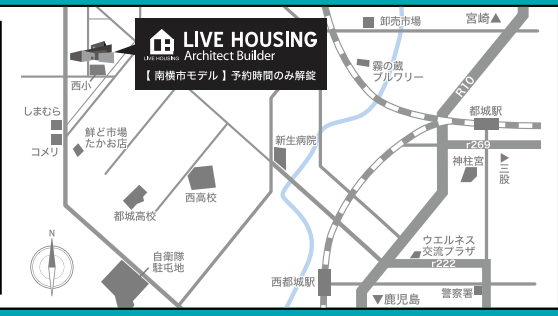 LIVE HOUSING
Architect Builder
LIVE HOUSING
【 南横市モデル 】予約時間のみ解錠
卸売市場
宮崎▲
霧の蔵
ブルワリー
R10
西小
しまむら
コメリ
鮮ど市場
たかお店
新生病院
都城駅
r269
神柱宮
▶三股
西高校
都城高校
N
自衛隊
駐屯地
ウエルネス
交流プラザ
r222
西都城駅
▼鹿児島
警察署